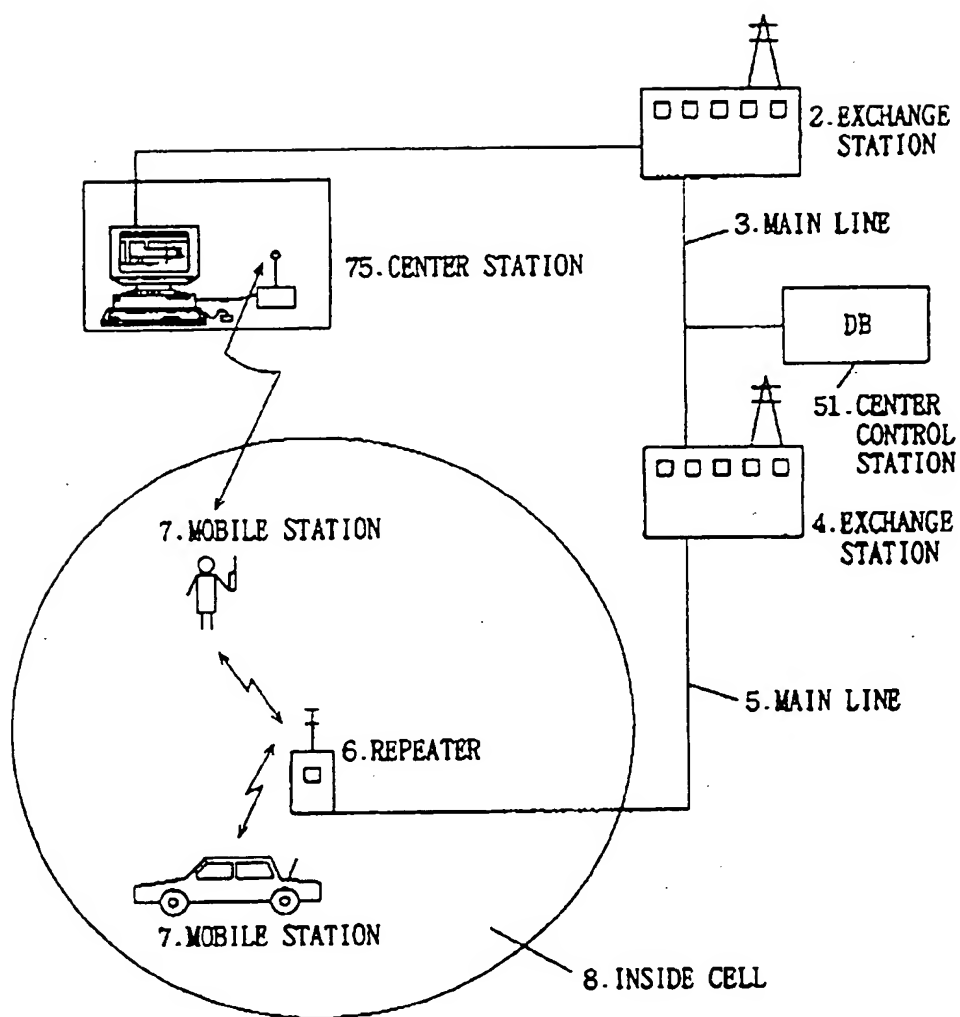 2.EXCHANGE
STATION
3.MAIN LINE
75.CENTER STATION
DB
51.CENTER
CONTROL
STATION
7.MOBILE STATION
4.EXCHANGE
STATION
5.MAIN LINE
6.REPEATER
7.MOBILE STATION
8.INSIDE CELL